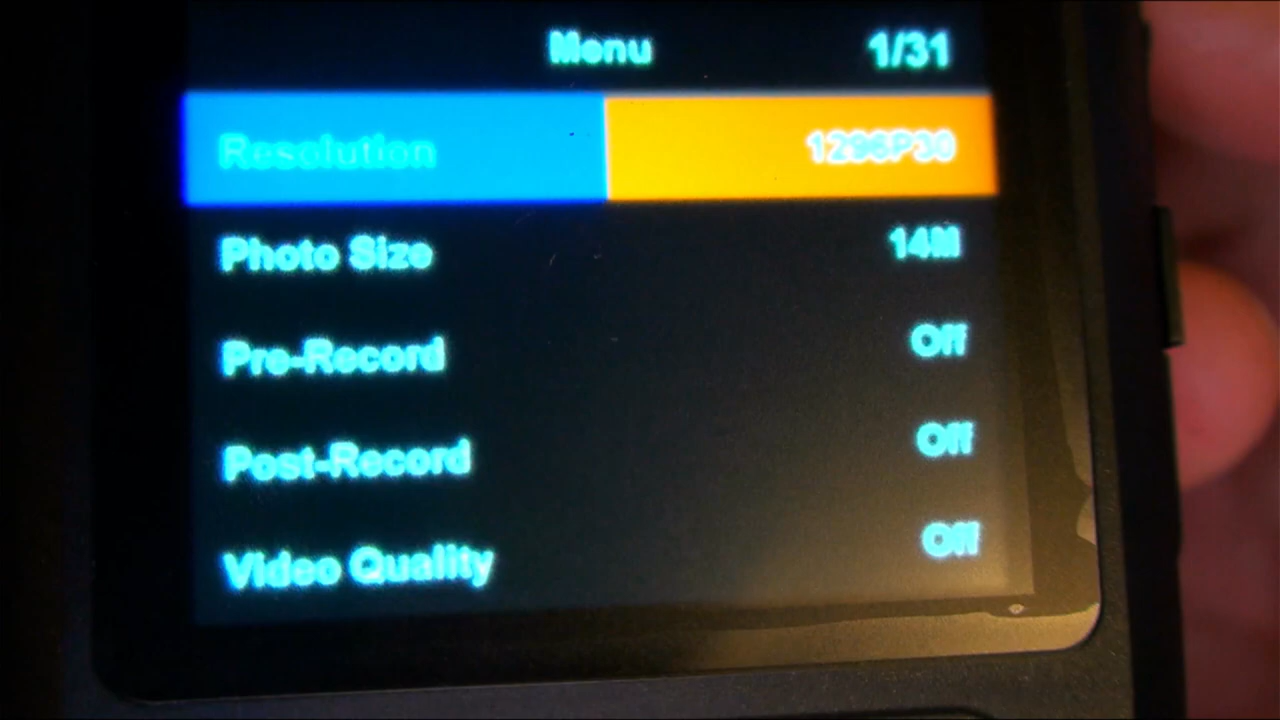 Menu 1/31
Resolution 1296P30
Photo Size 14M
Pre-Record Off
Post-Record Off
Video Quality Off